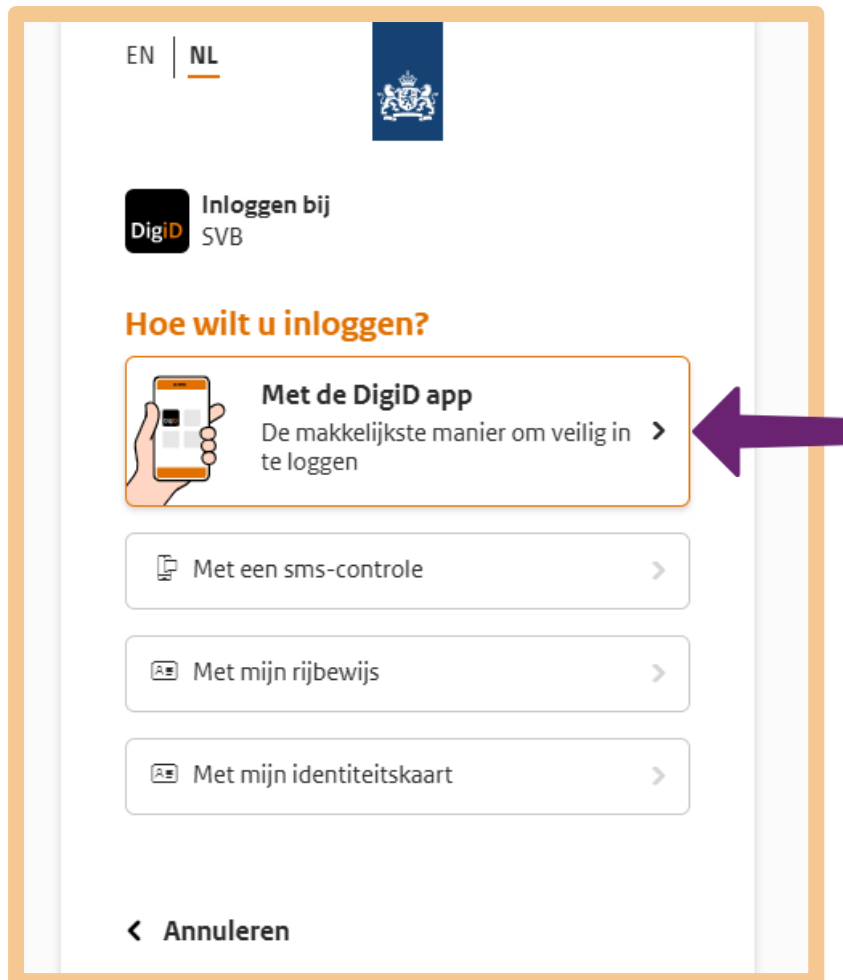 EN | NL
DigiD
Inloggen bij
SVB
Hoe wilt u inloggen?
Met de DigiD app
De makkelijkste manier om veilig in
te loggen
Met een sms-controle
Met mijn rijbewijs
Met mijn identiteitskaart
Annuleren